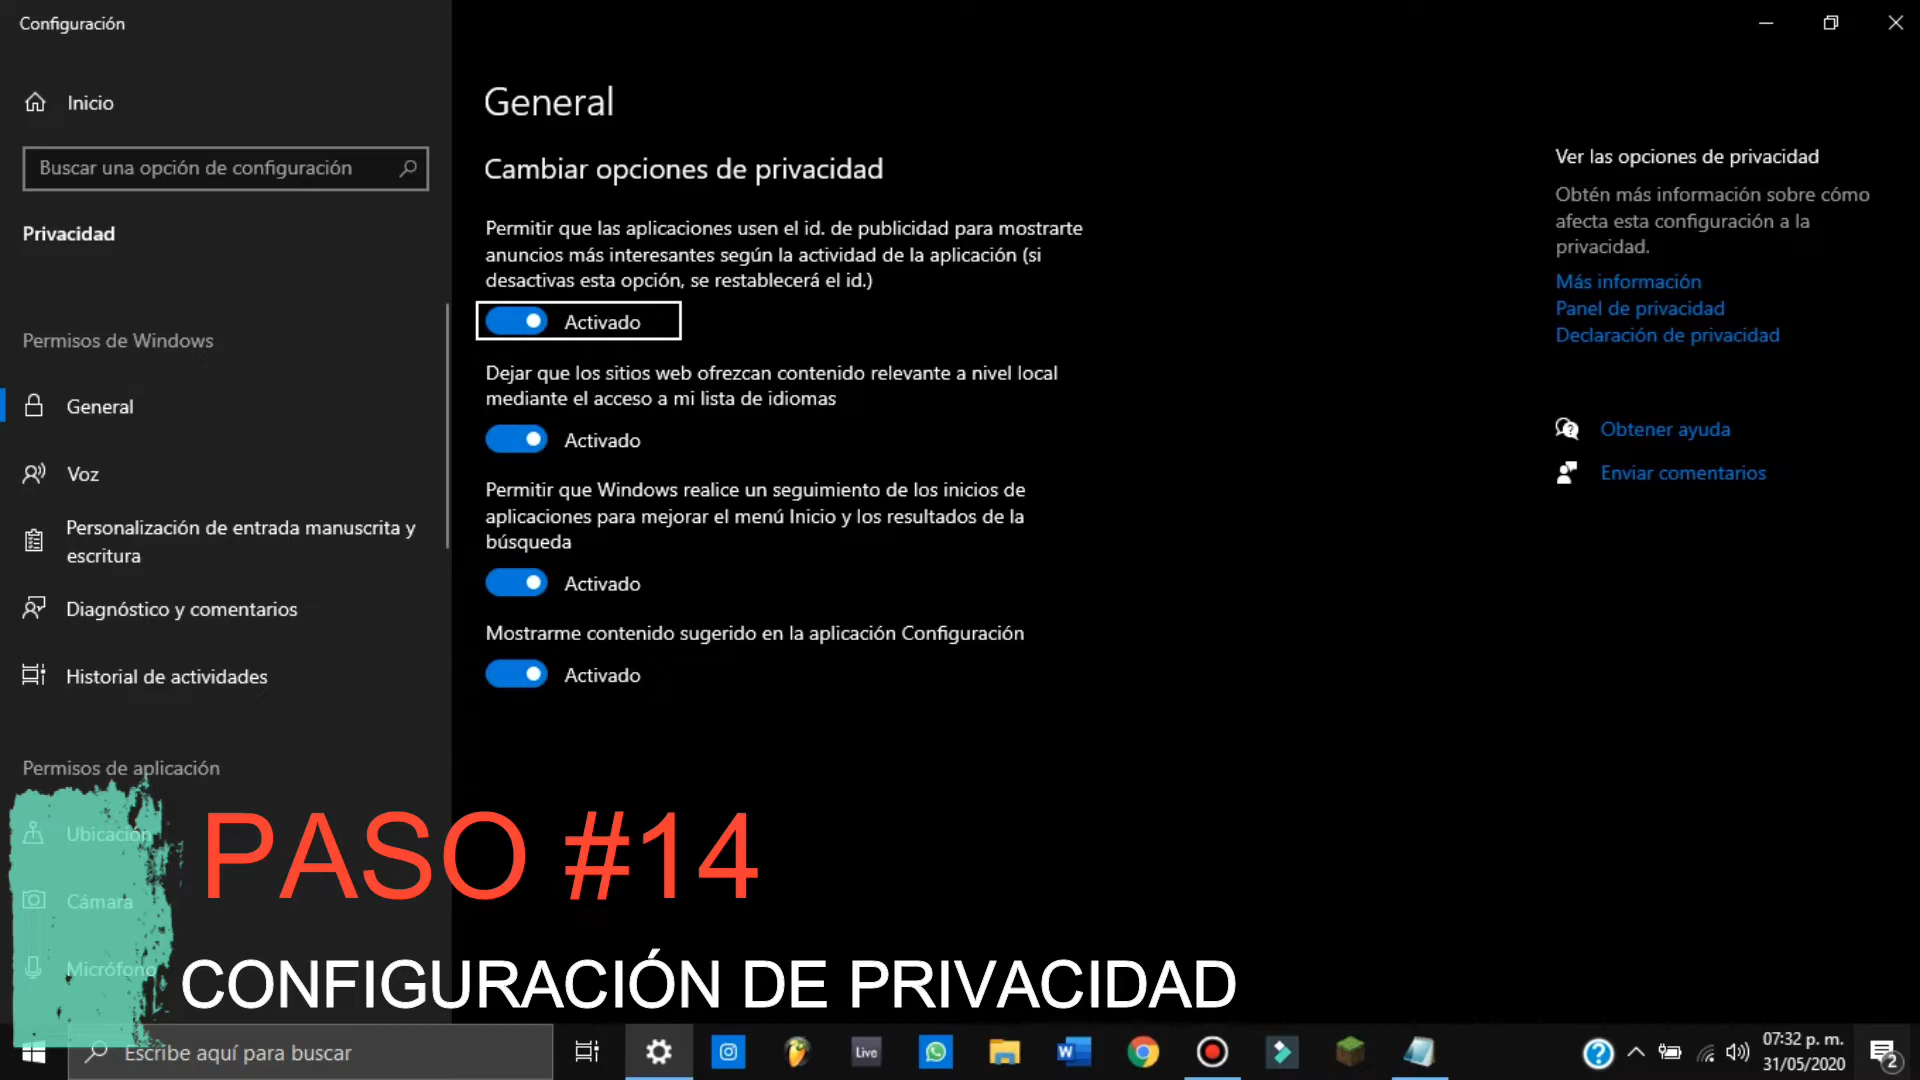 Configuración
Inicio
Buscar una opción de configuración
Privacidad
Permisos de Windows
General
Voz
Personalización de entrada manuscrita y
escritura
Diagnóstico y comentarios
Historial de actividades
Permisos de aplicación
Ubicación
Cámara
Micrófono
General
Cambiar opciones de privacidad
Permitir que las aplicaciones usen el id. de publicidad para mostrarte
anuncios más interesantes según la actividad de la aplicación (si
desactivas esta opción, se restablecerá el id.)
Activado
Dejar que los sitios web ofrezcan contenido relevante a nivel local
mediante el acceso a mi lista de idiomas
Activado
Permitir que Windows realice un seguimiento de los inicios de
aplicaciones para mejorar el menú Inicio y los resultados de la
búsqueda
Activado
Mostrarme contenido sugerido en la aplicación Configuración
Activado
Ver las opciones de privacidad
Obtén más información sobre cómo
afecta esta configuración a la
privacidad.
Más información
Panel de privacidad
Declaración de privacidad
Obtener ayuda
Enviar comentarios
PASO #14
CONFIGURACIÓN DE PRIVACIDAD
Escribe aquí para buscar
Live
W
07:32 p. m.
31/05/2020
2